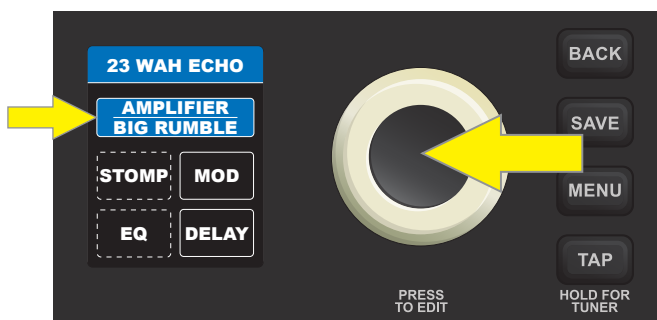 23 WAH ECHO
AMPLIFIER
BIG RUMBLE
STOMP MOD
EQ DELAY
BACK
SAVE
MENU
TAP
PRESS
TO EDIT
HOLD FOR
TUNER